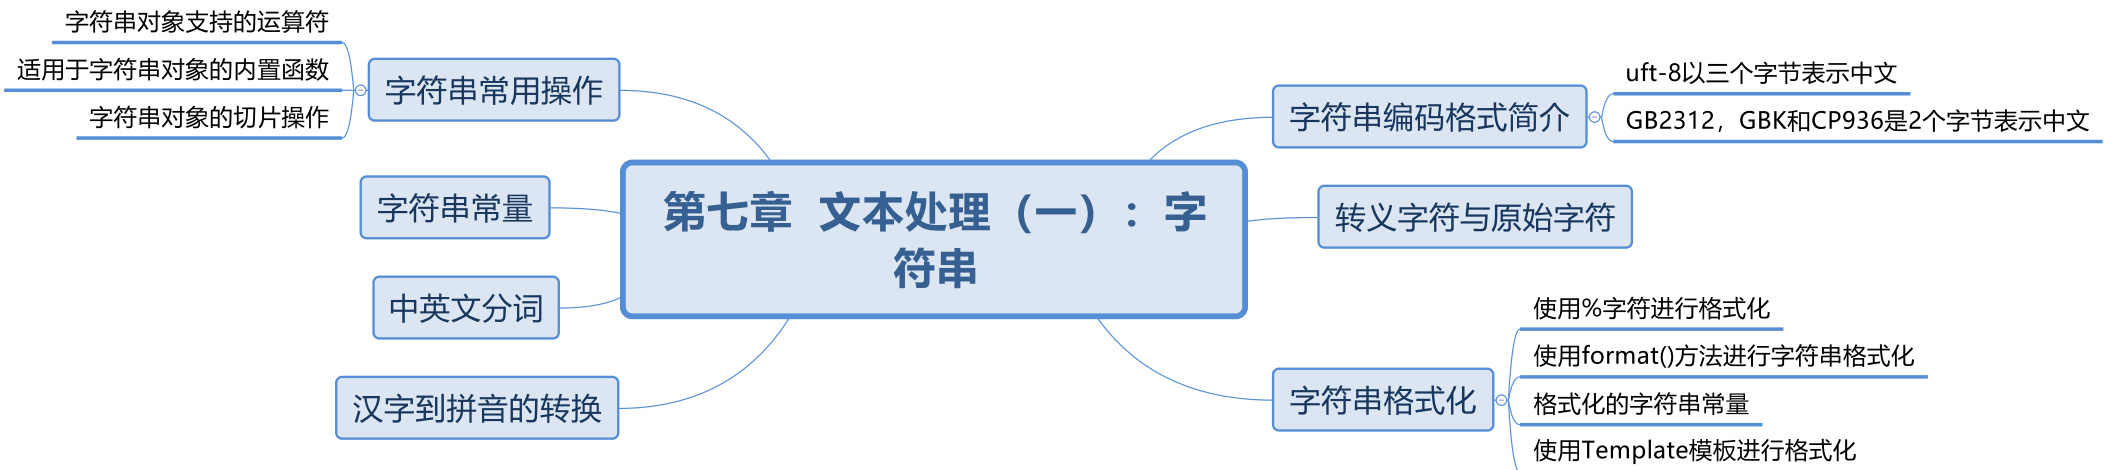 字符串对象支持的运算符
适用于字符串对象的内置函数
字符串对象的切片操作
字符串常用操作
字符串常量
中英文分词
汉字到拼音的转换
第七章 文本处理（一）：字
符串
字符串编码格式简介
uft-8以三个字节表示中文
GB2312，GBK和CP936是2个字节表示中文
转义字符与原始字符
字符串格式化
使用%字符进行格式化
使用format()方法进行字符串格式化
格式化的字符串常量
使用Template模板进行格式化